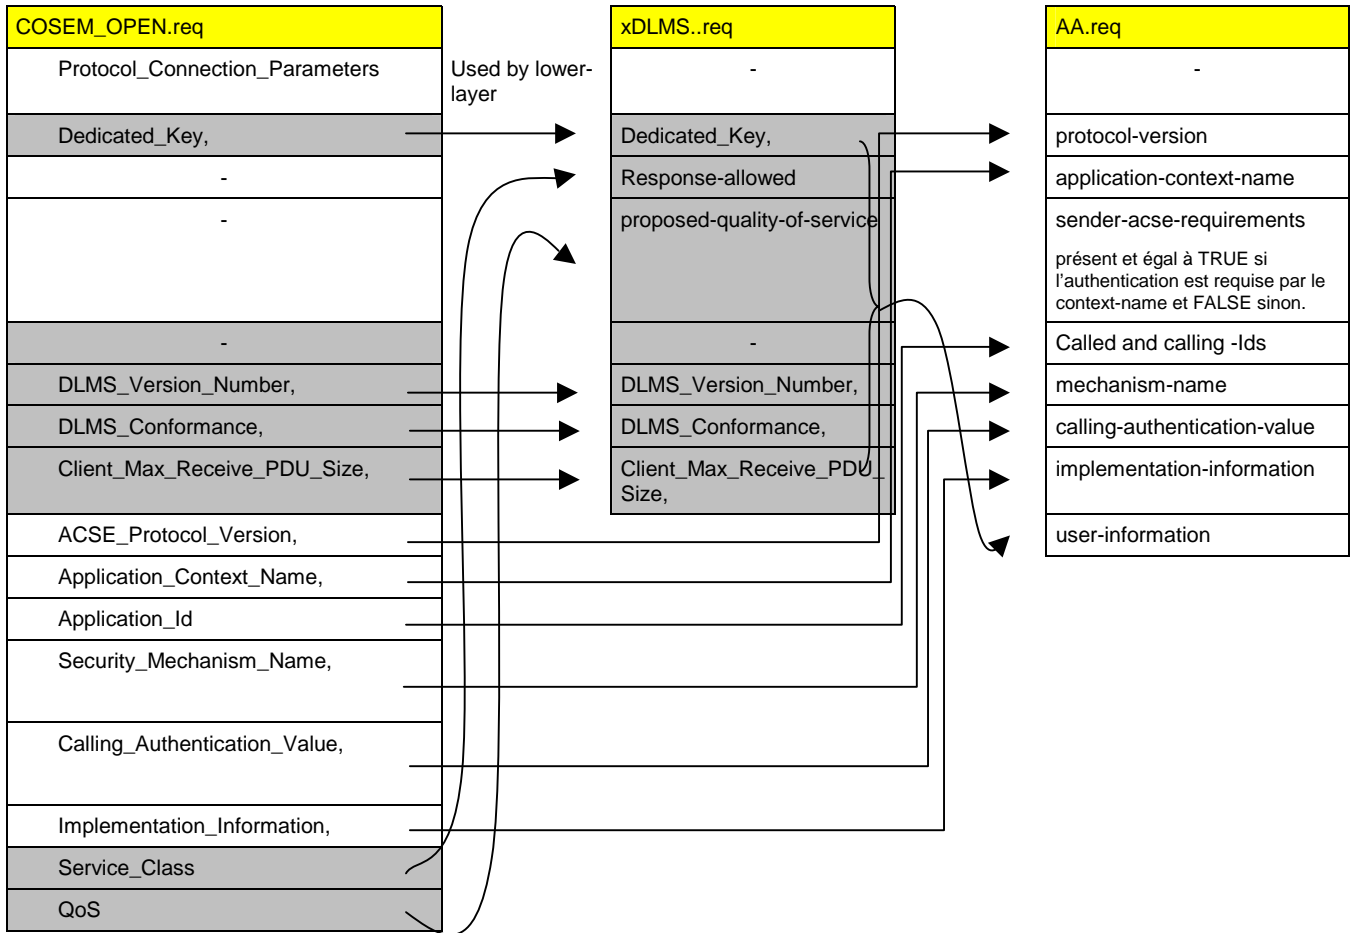 COSEM_OPEN.req
Protocol_Connection_Parameters
Dedicated_Key,
-
-
-
DLMS_Version_Number,
DLMS_Conformance,
Client_Max_Receive_PDU_Size,
ACSE_Protocol_Version,
Application_Context_Name,
Application_Id
Security_Mechanism_Name,
Calling_Authentication_Value,
Implementation_Information,
Service_Class
QoS
Used by lower-
layer
xDLMS..req
-
Dedicated_Key,
Response-allowed
proposed-quality-of-service
-
DLMS_Version_Number,
DLMS_Conformance,
Client_Max_Receive_PDU_
Size,
AA.req
-
protocol-version
application-context-name
sender-acse-requirements
présent et égal à TRUE si
l'authentication est requise par le
context-name et FALSE sinon.
Called and calling -Ids
mechanism-name
calling-authentication-value
implementation-information
user-information